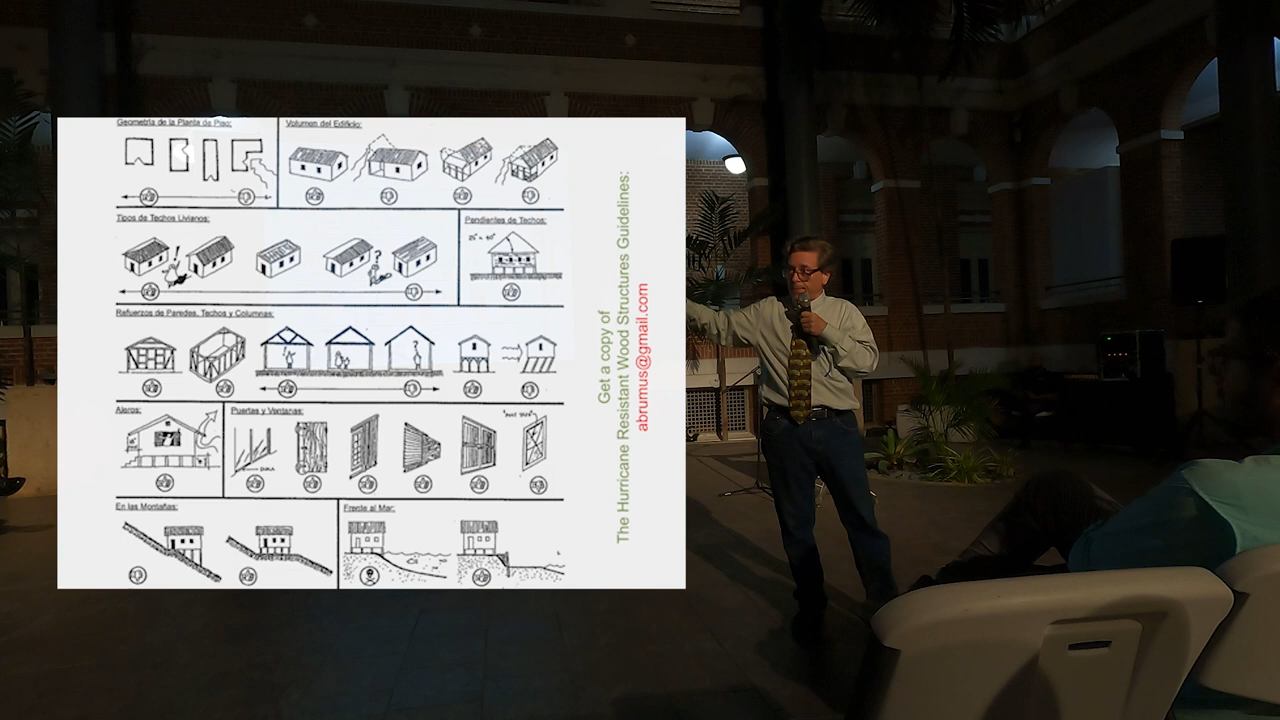 Geometría de la Planta de Piso:
Volumen del Edificio:
Tipos de Techos Livianos:
Pendientes de Techos:
Refuerzos de Paredes, Techos y Columnas:
Aleros:
Puertas y Ventanas:
DUELA
En las Montañas:
Frente al Mar:
Get a copy of
The Hurricane Resistant Wood Structures Guidelines:
abrumus@gmail.com